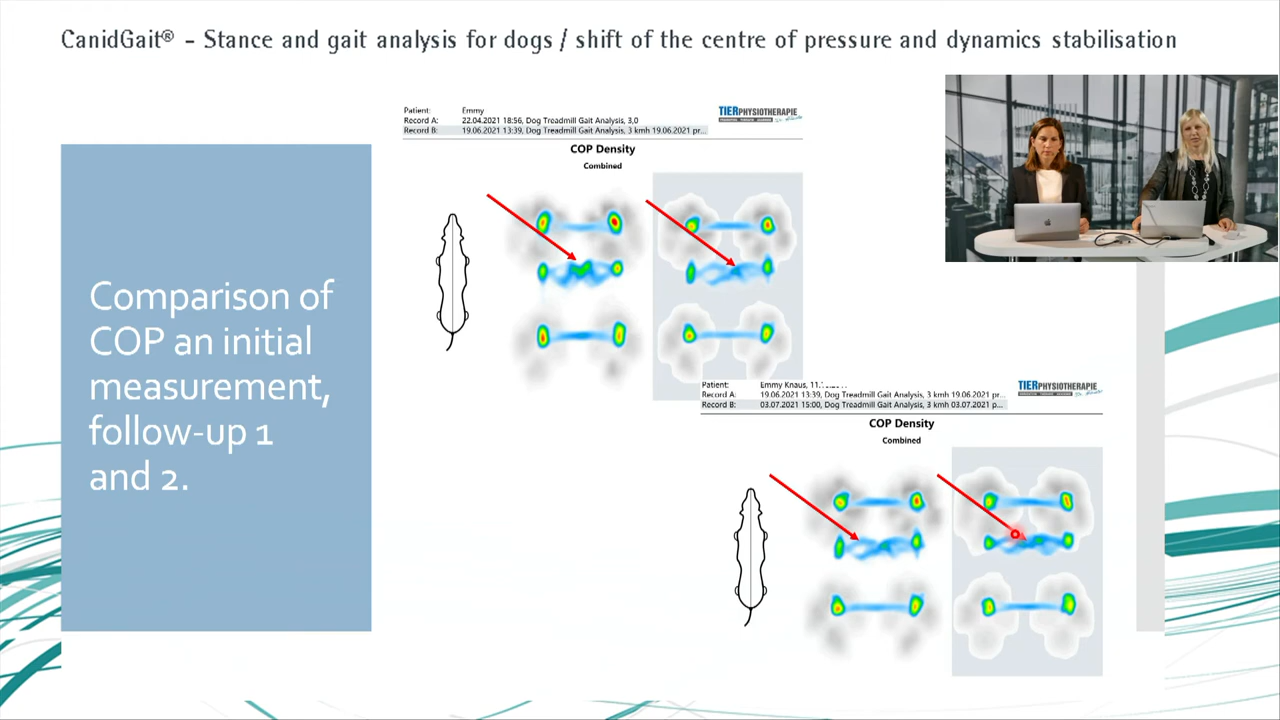 CanidGait® - Stance and gait analysis for dogs / shift of the centre of pressure and dynamics stabilisation
Comparison of
COP an initial
measurement,
follow-up 1
and 2.
Patient: Emmy
Record A: 22.04.2021 18:56, Dog Treadmill Gait Analysis, 3,0
Record B: 19.06.2021 13:39, Dog Treadmill Gait Analysis, 3 kmh 19.06.2021 pr...
TIERPHYSIOTHERAPIE
COP Density
Combined
Patient: Emmy Knaus, 11.
Record A: 19.06.2021 13:39, Dog Treadmill Gait Analysis, 3 kmh 19.06.2021 pr...
Record B: 03.07.2021 15:00, Dog Treadmill Gait Analysis, 3 kmh 03.07.2021 p...
TIERPHYSIOTHERAPIE
COP Density
Combined